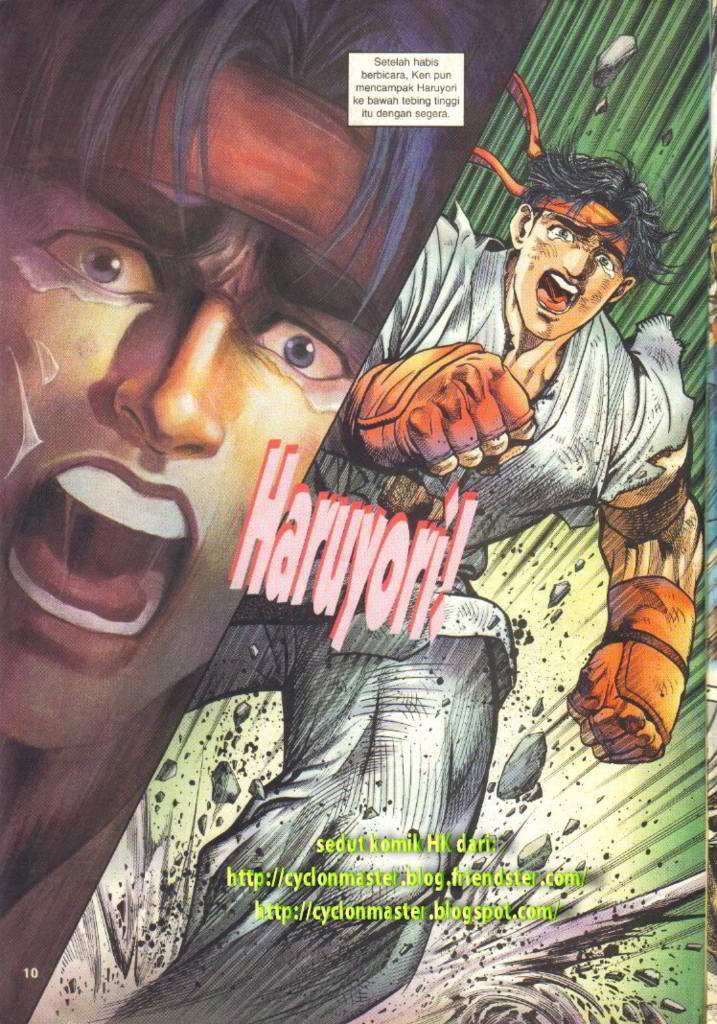 Setelah habis
berbicara, Ken pun
mencampak Haruyori
ke bawah tebing tinggi
itu dengan segera.
Haruyori!
sedut komik HK dari:
http://cyclonmaster.blog.friendster.com/
http://cyclonmaster.blogspot.com/
10